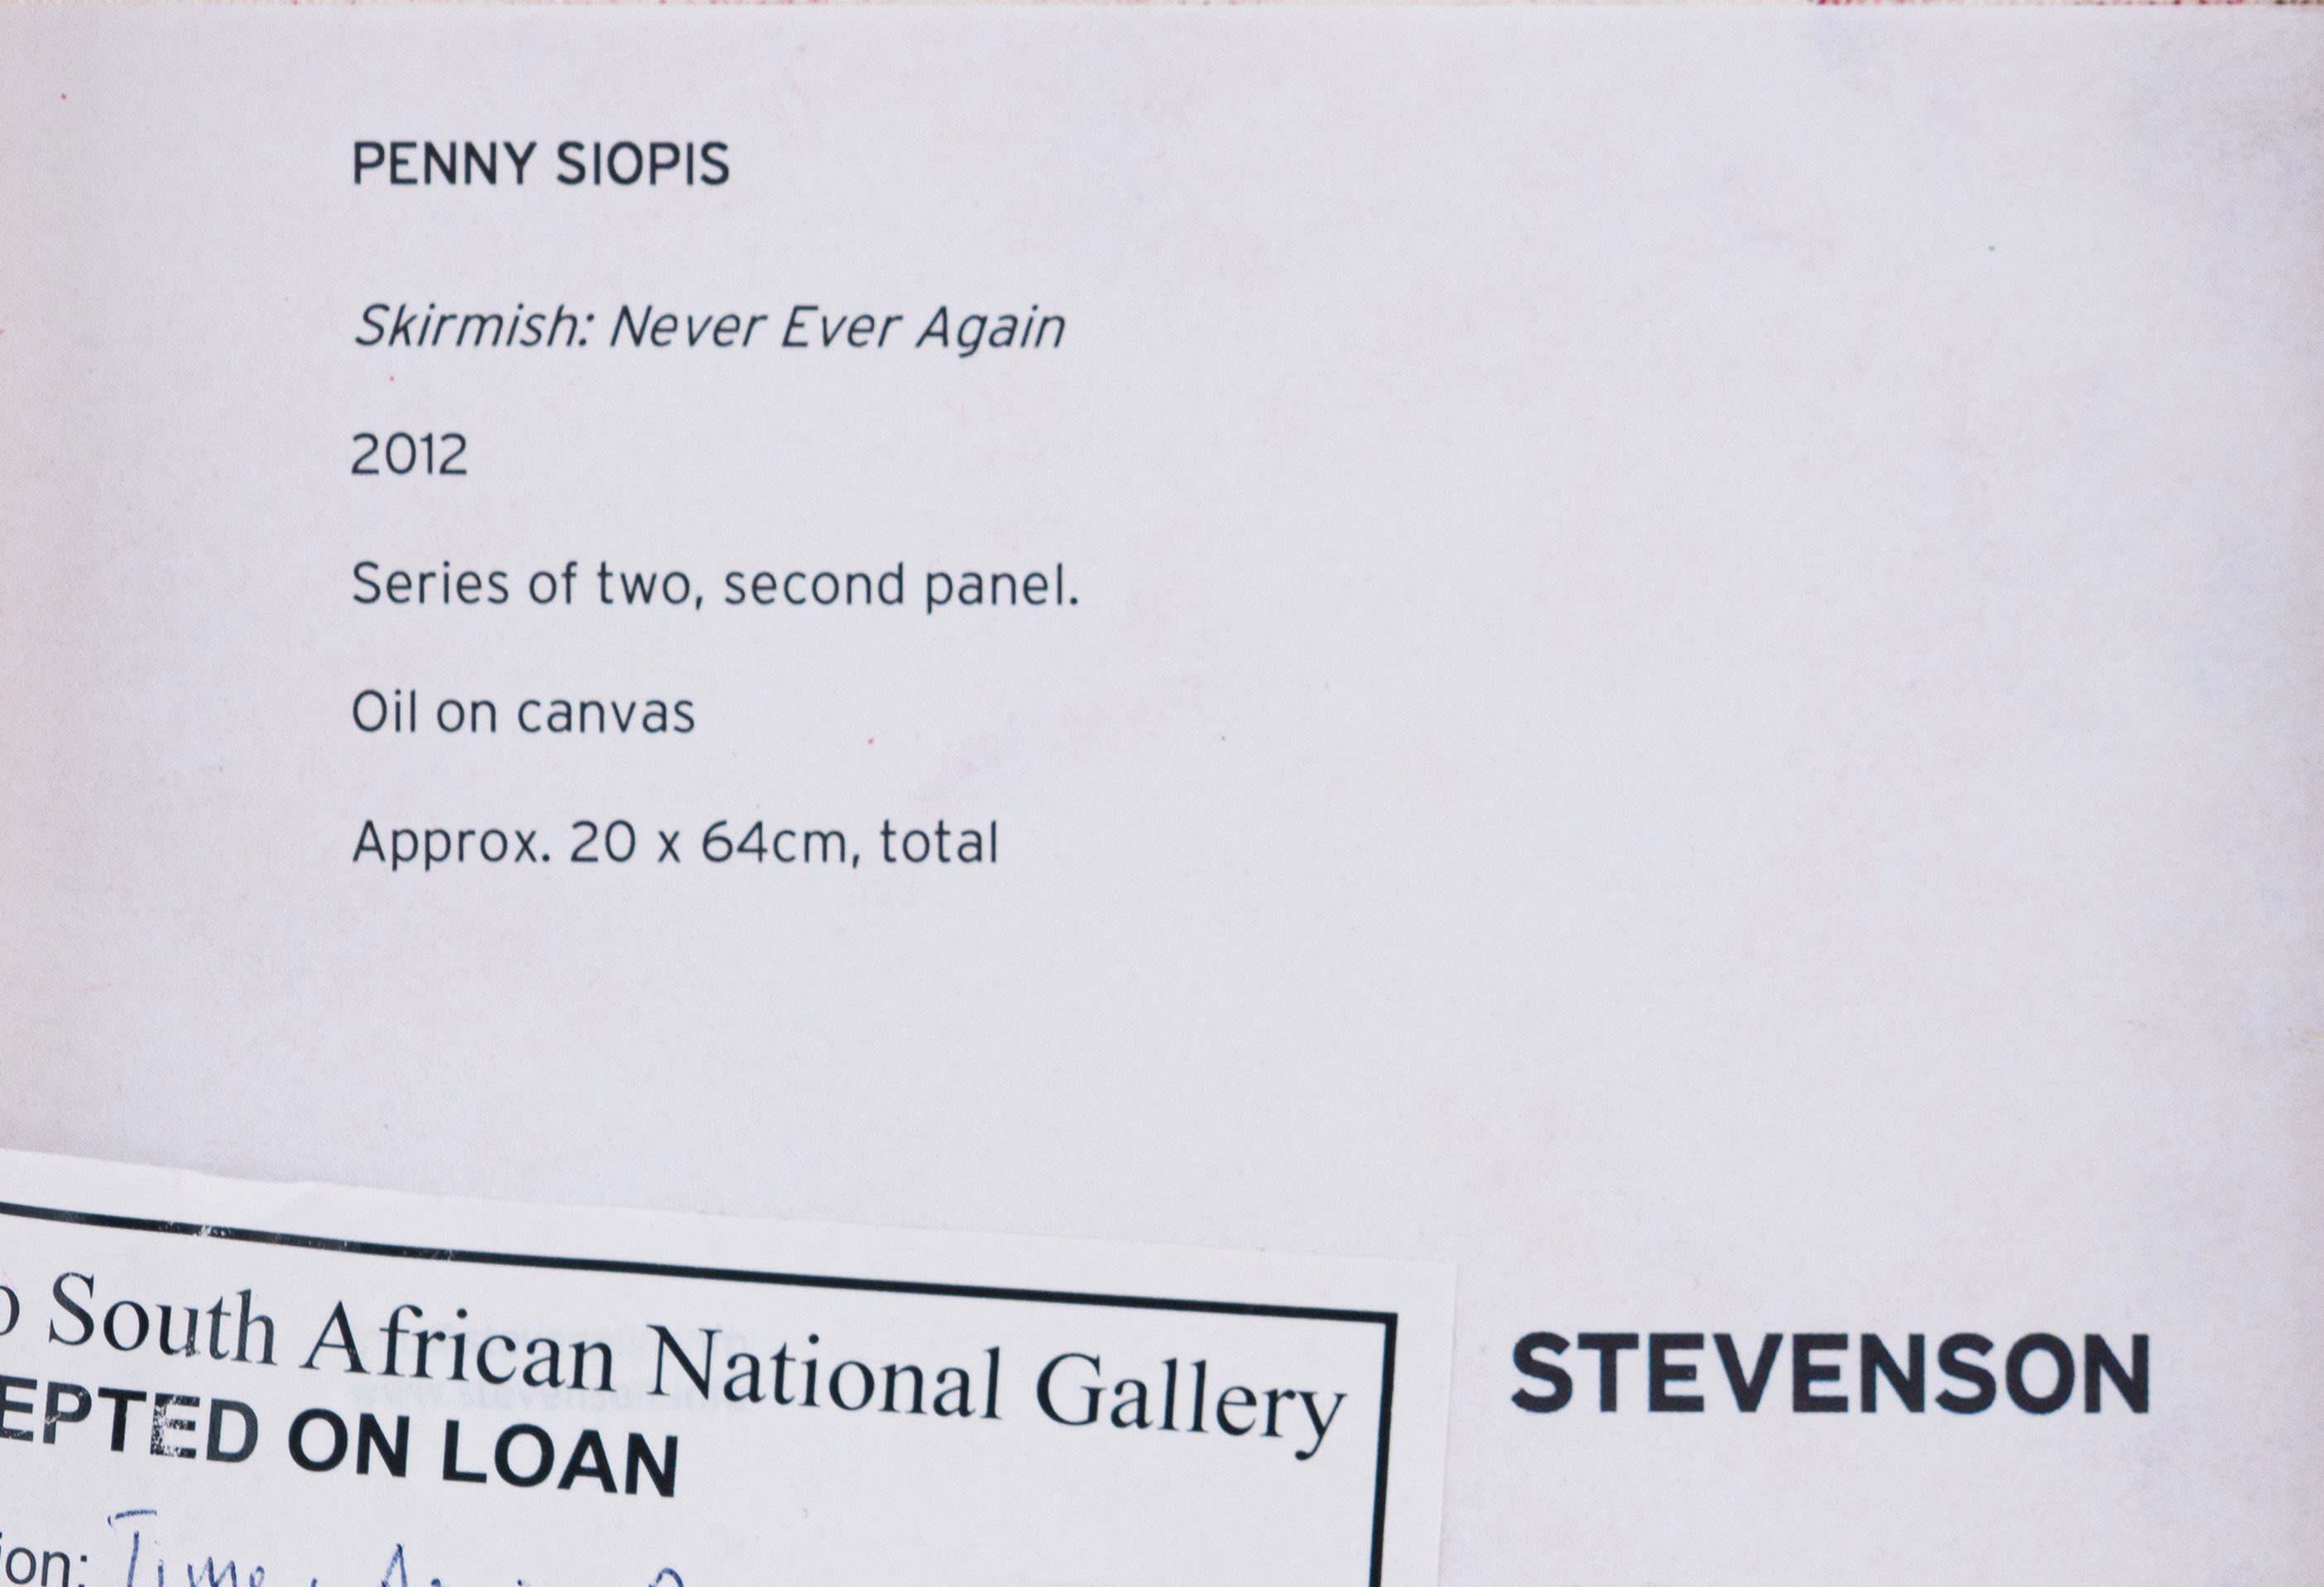 PENNY SIOPIS
Skirmish: Never Ever Again
2012
Series of two, second panel.
Oil on canvas
Approx. 20 x 64cm, total
o South African National Gallery
EPTED ON LOAN
STEVENSON
ion: Time